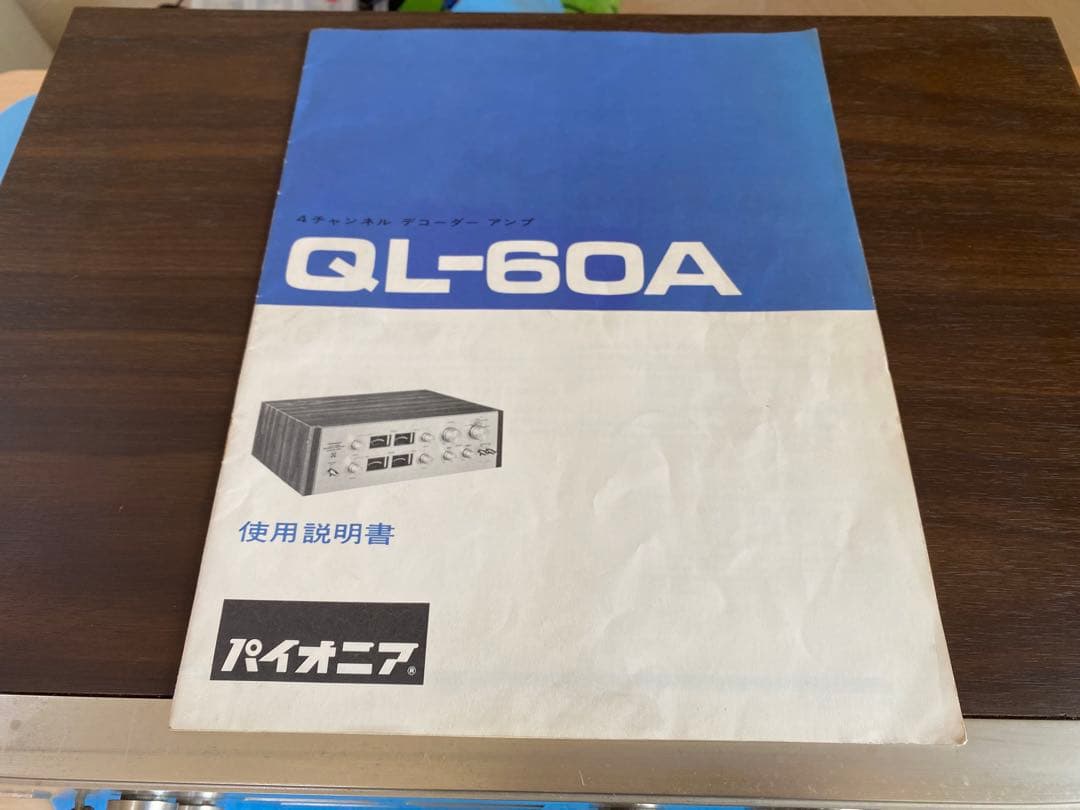 4チャンネル デコーダー アンプ
QL-60A
使用説明書
パイオニア®